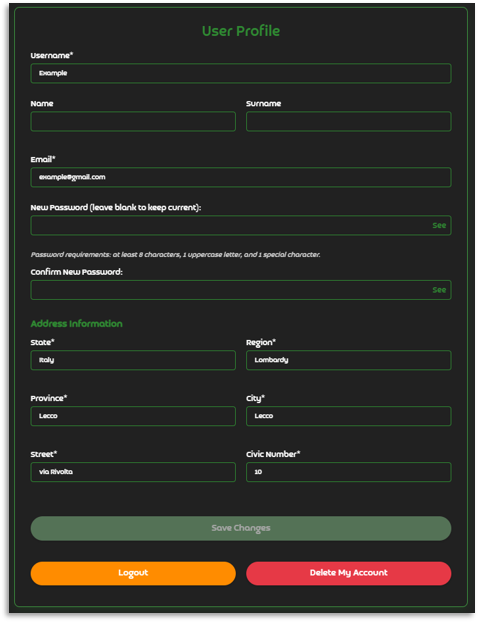 User Profile
Username*
Example
Name Surname
Email*
example@gmail.com
New Password (leave blank to keep current):
See
Password requirements: at least 8 characters, 1 uppercase letter, and 1 special character.
Confirm New Password:
See
Address Information
State* Region*
Italy Lombardy
Province* City*
Lecco Lecco
Street* Civic Number*
via Rivolta 10
Save Changes
Logout Delete My Account